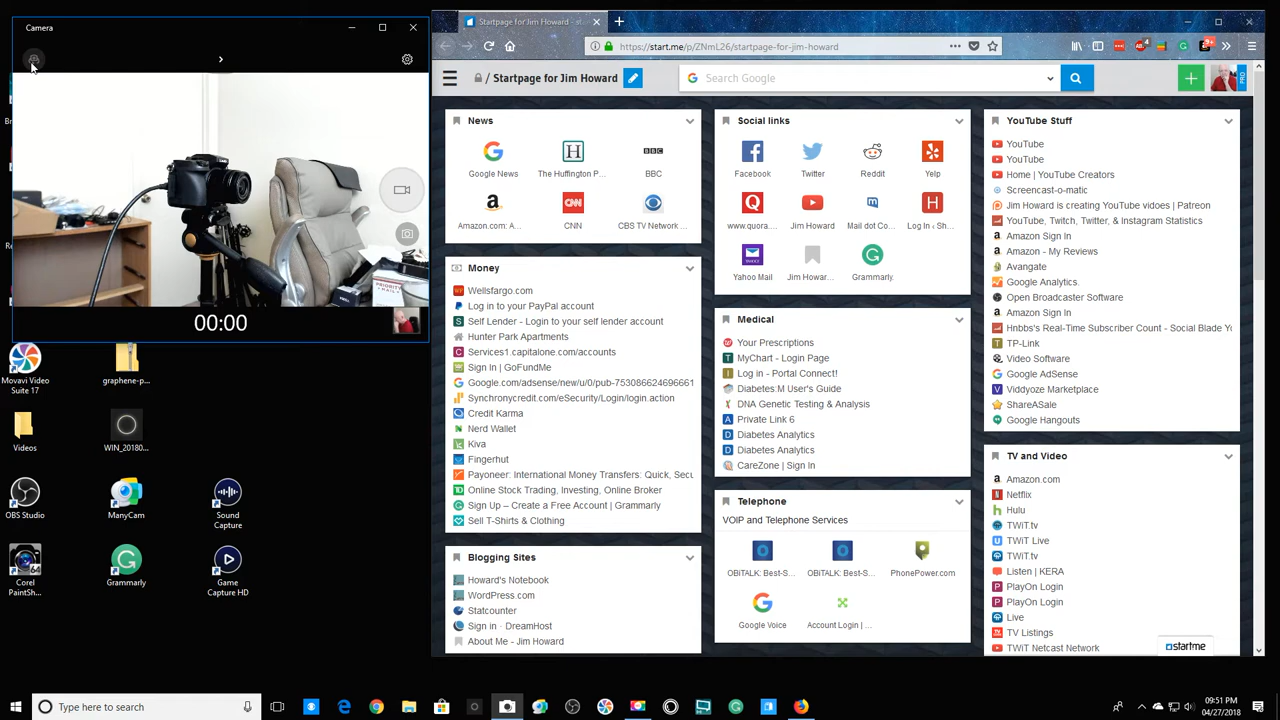 Camera
00:00
PRIORITY
MAIL
Movavi Video
Suite 17
graphene-p...
Videos
WIN_20180...
OBS Studio
ManyCam
Sound
Capture
Corel
PaintSh...
Grammarly
Game
Capture HD
Startpage for Jim Howard - sta
https://start.me/p/ZNmL26/startpage-for-jim-howard
/ Startpage for Jim Howard
Search Google
PRO
News
Google News
The Huffington P...
BBC
Amazon.com: A...
CNN
CBS TV Network ...
Money
Wellsfargo.com
Log in to your PayPal account
Self Lender - Login to your self lender account
Hunter Park Apartments
Services1.capitalone.com/accounts
Sign In | GoFundMe
Google.com/adsense/new/u/0/pub-753086624696661
Synchronycredit.com/eSecurity/Login/login.action
Credit Karma
Nerd Wallet
Kiva
Fingerhut
Payoneer: International Money Transfers: Quick, Secu
Online Stock Trading, Investing, Online Broker
Sign Up – Create a Free Account | Grammarly
Sell T-Shirts & Clothing
Blogging Sites
Howard's Notebook
WordPress.com
Statcounter
Sign in · DreamHost
About Me - Jim Howard
Social links
Facebook
Twitter
Reddit
Yelp
www.quora....
Jim Howard
Mail dot Co...
Log In ‹ Sh...
Yahoo Mail
Jim Howar...
Grammarly.
Medical
Your Prescriptions
MyChart - Login Page
Log in - Portal Connect!
Diabetes:M User's Guide
DNA Genetic Testing & Analysis
Private Link 6
Diabetes Analytics
Diabetes Analytics
CareZone | Sign In
Telephone
VOIP and Telephone Services
OBiTALK: Best-S...
OBiTALK: Best-S...
PhonePower.com
Google Voice
Account Login | ...
YouTube Stuff
YouTube
YouTube
Home | YouTube Creators
Screencast-o-matic
Jim Howard is creating YouTube vidoes | Patreon
YouTube, Twitch, Twitter, & Instagram Statistics
Amazon Sign In
Amazon - My Reviews
Avangate
Google Analytics.
Open Broadcaster Software
Amazon Sign In
Hnbbs's Real-Time Subscriber Count - Social Blade Yo
TP-Link
Video Software
Google AdSense
Viddyoze Marketplace
ShareASale
Google Hangouts
TV and Video
Amazon.com
Netflix
Hulu
TWiT.tv
TWiT Live
TWiT.tv
Listen | KERA
PlayOn Login
PlayOn Login
Live
TV Listings
TWiT Netcast Network
startme
Type here to search
09:51 PM
04/27/2018